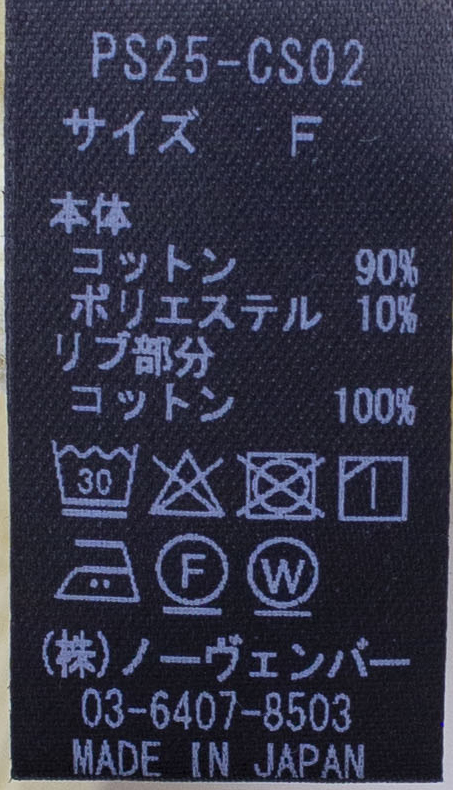 PS25-CS02
サイズ F
本体
コットン 90%
ポリエステル 10%
リブ部分
コットン 100%
30
F W
(株)ノーヴェンバー
03-6407-8503
MADE IN JAPAN